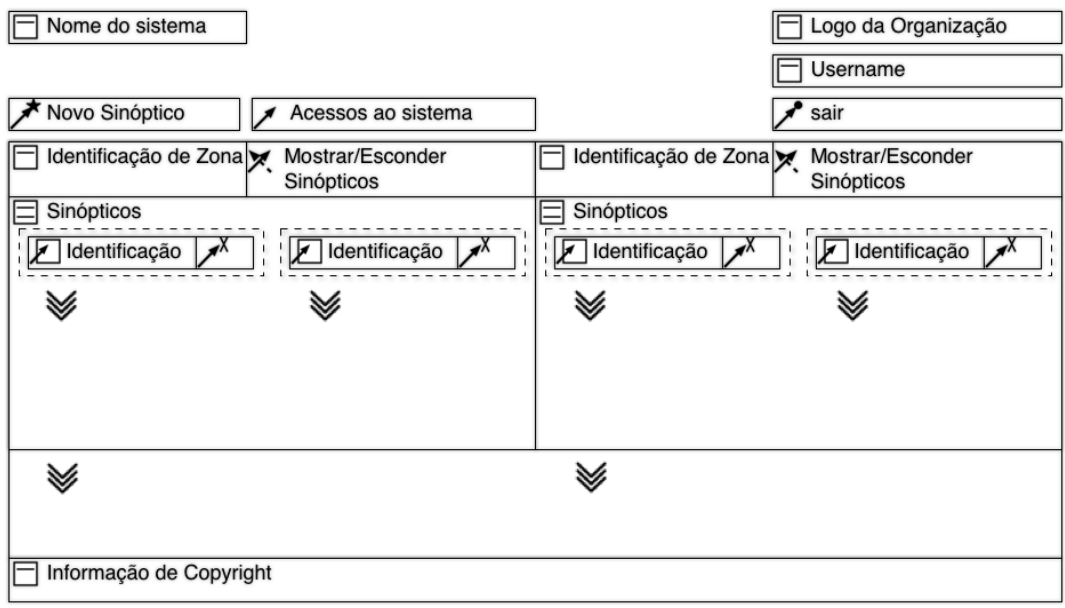 Nome do sistema
Logo da Organização
Username
Novo Sinóptico
Acessos ao sistema
sair
Identificação de Zona
Mostrar/Esconder
Sinópticos
Identificação de Zona
Mostrar/Esconder
Sinópticos
Sinópticos
Sinópticos
Identificação
Identificação
Identificação
Identificação
Informação de Copyright